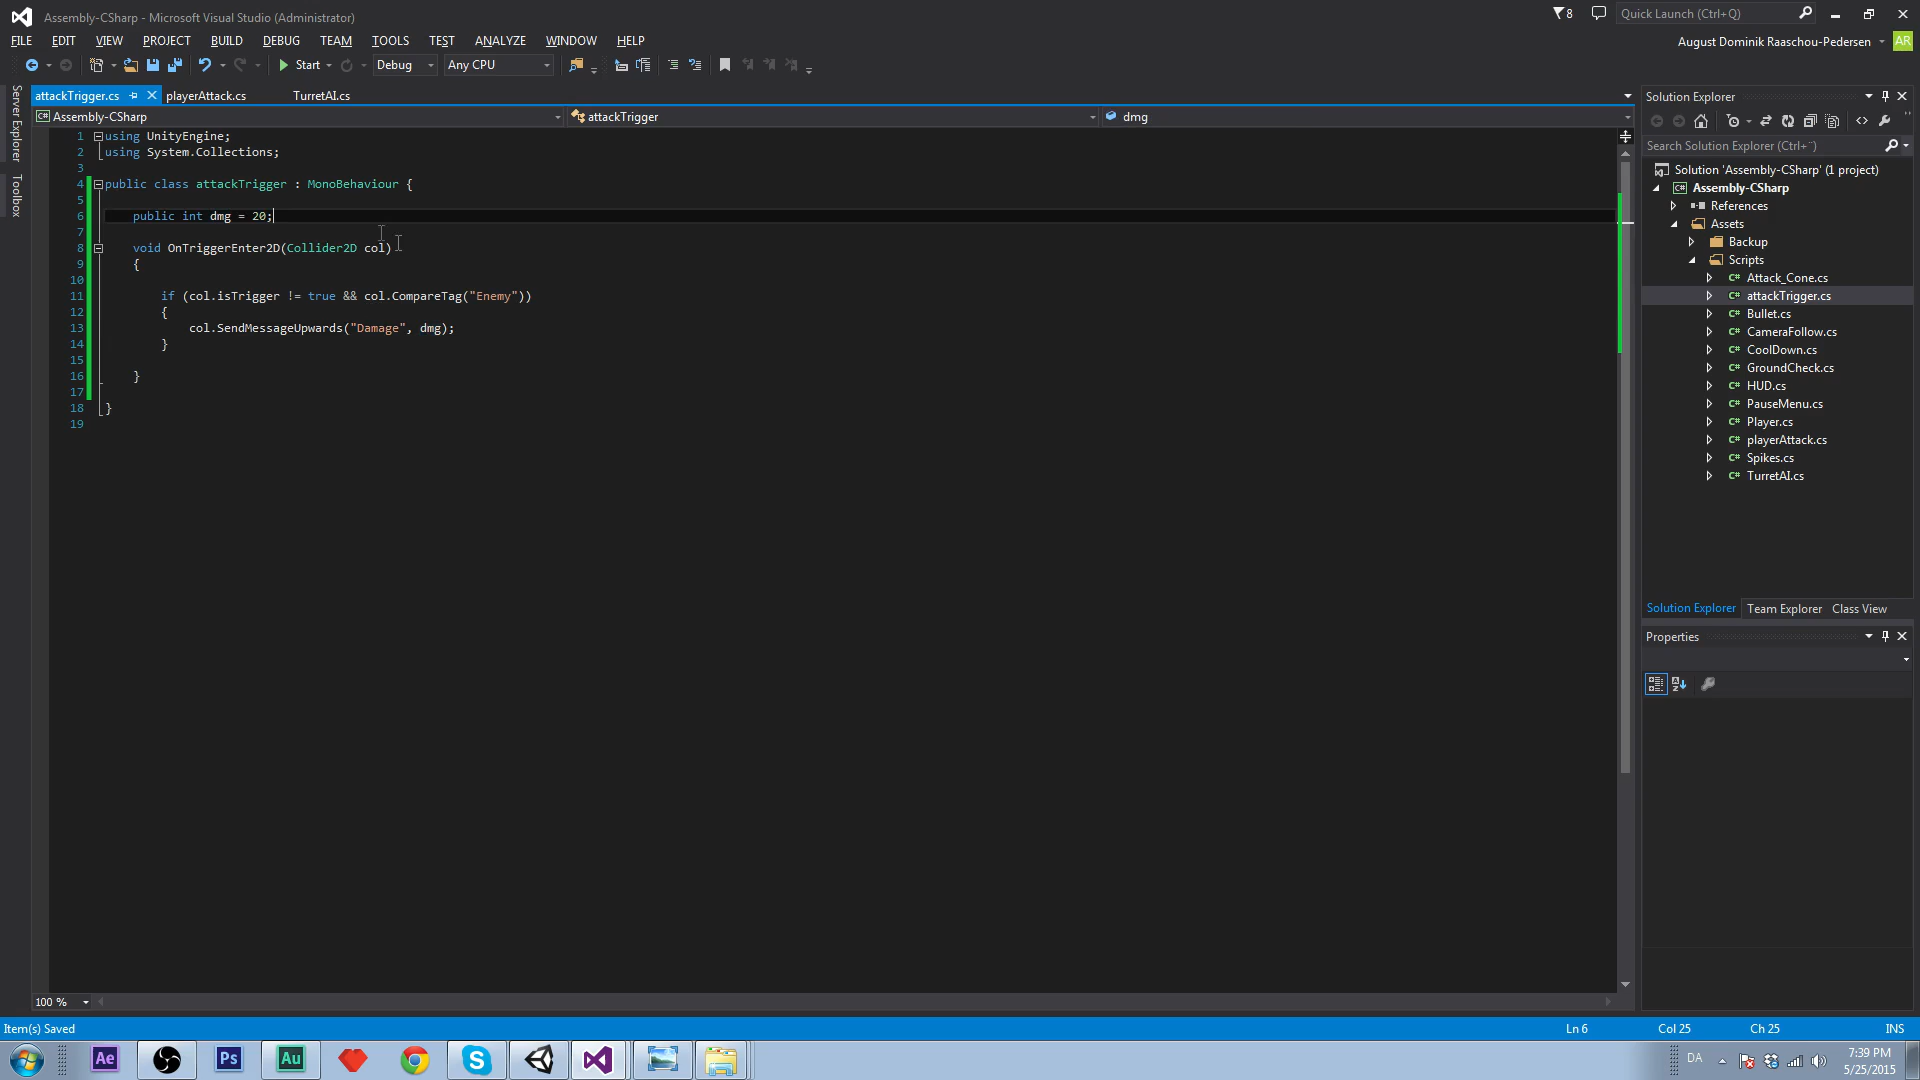 Assembly-CSharp - Microsoft Visual Studio (Administrator)
8
Quick Launch (Ctrl+Q)
FILE EDIT VIEW PROJECT BUILD DEBUG TEAM TOOLS TEST ANALYZE WINDOW HELP
August Dominik Raaschou-Pedersen AR
Start Debug Any CPU
Server Explorer
Toolbox
attackTrigger.cs playerAttack.cs TurretAI.cs
Assembly-CSharp attackTrigger dmg
1 using UnityEngine;
2 using System.Collections;
3
4 public class attackTrigger : MonoBehaviour {
5
6 public int dmg = 20;
7
8 void OnTriggerEnter2D(Collider2D col)
9 {
10
11 if (col.isTrigger != true && col.CompareTag("Enemy"))
12 {
13 col.SendMessageUpwards("Damage", dmg);
14 }
15
16 }
17
18 }
19
100 %
Solution Explorer
Search Solution Explorer (Ctrl+¨)
Solution 'Assembly-CSharp' (1 project)
C# Assembly-CSharp
References
Assets
Backup
Scripts
C# Attack_Cone.cs
C# attackTrigger.cs
C# Bullet.cs
C# CameraFollow.cs
C# CoolDown.cs
C# GroundCheck.cs
C# HUD.cs
C# PauseMenu.cs
C# Player.cs
C# playerAttack.cs
C# Spikes.cs
C# TurretAI.cs
Solution Explorer Team Explorer Class View
Properties
Item(s) Saved Ln 6 Col 25 Ch 25 INS
Ae Ps Au S
DA
7:39 PM
5/25/2015